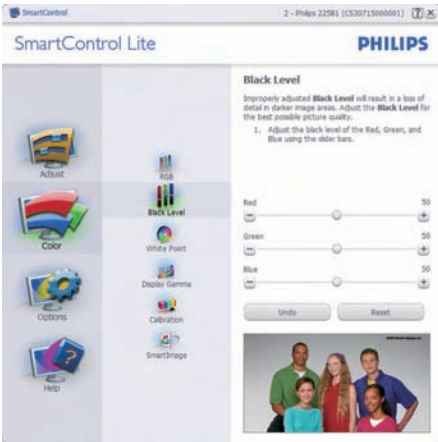 SmartControl
2 - Philips 225B1 (CS30715000001)
SmartControl Lite
PHILIPS
Black Level
Improperly adjusted Black Level will result in a loss of
detail in darker image areas. Adjust the Black Level for
the best possible picture quality.
1. Adjust the black level of the Red, Green, and
Blue using the slider bars.
Adjust
Color
Options
Help
RGB
Black Level
White Point
Display Gamma
Calibration
SmartImage
Red 50
Green 50
Blue 50
Undo Reset